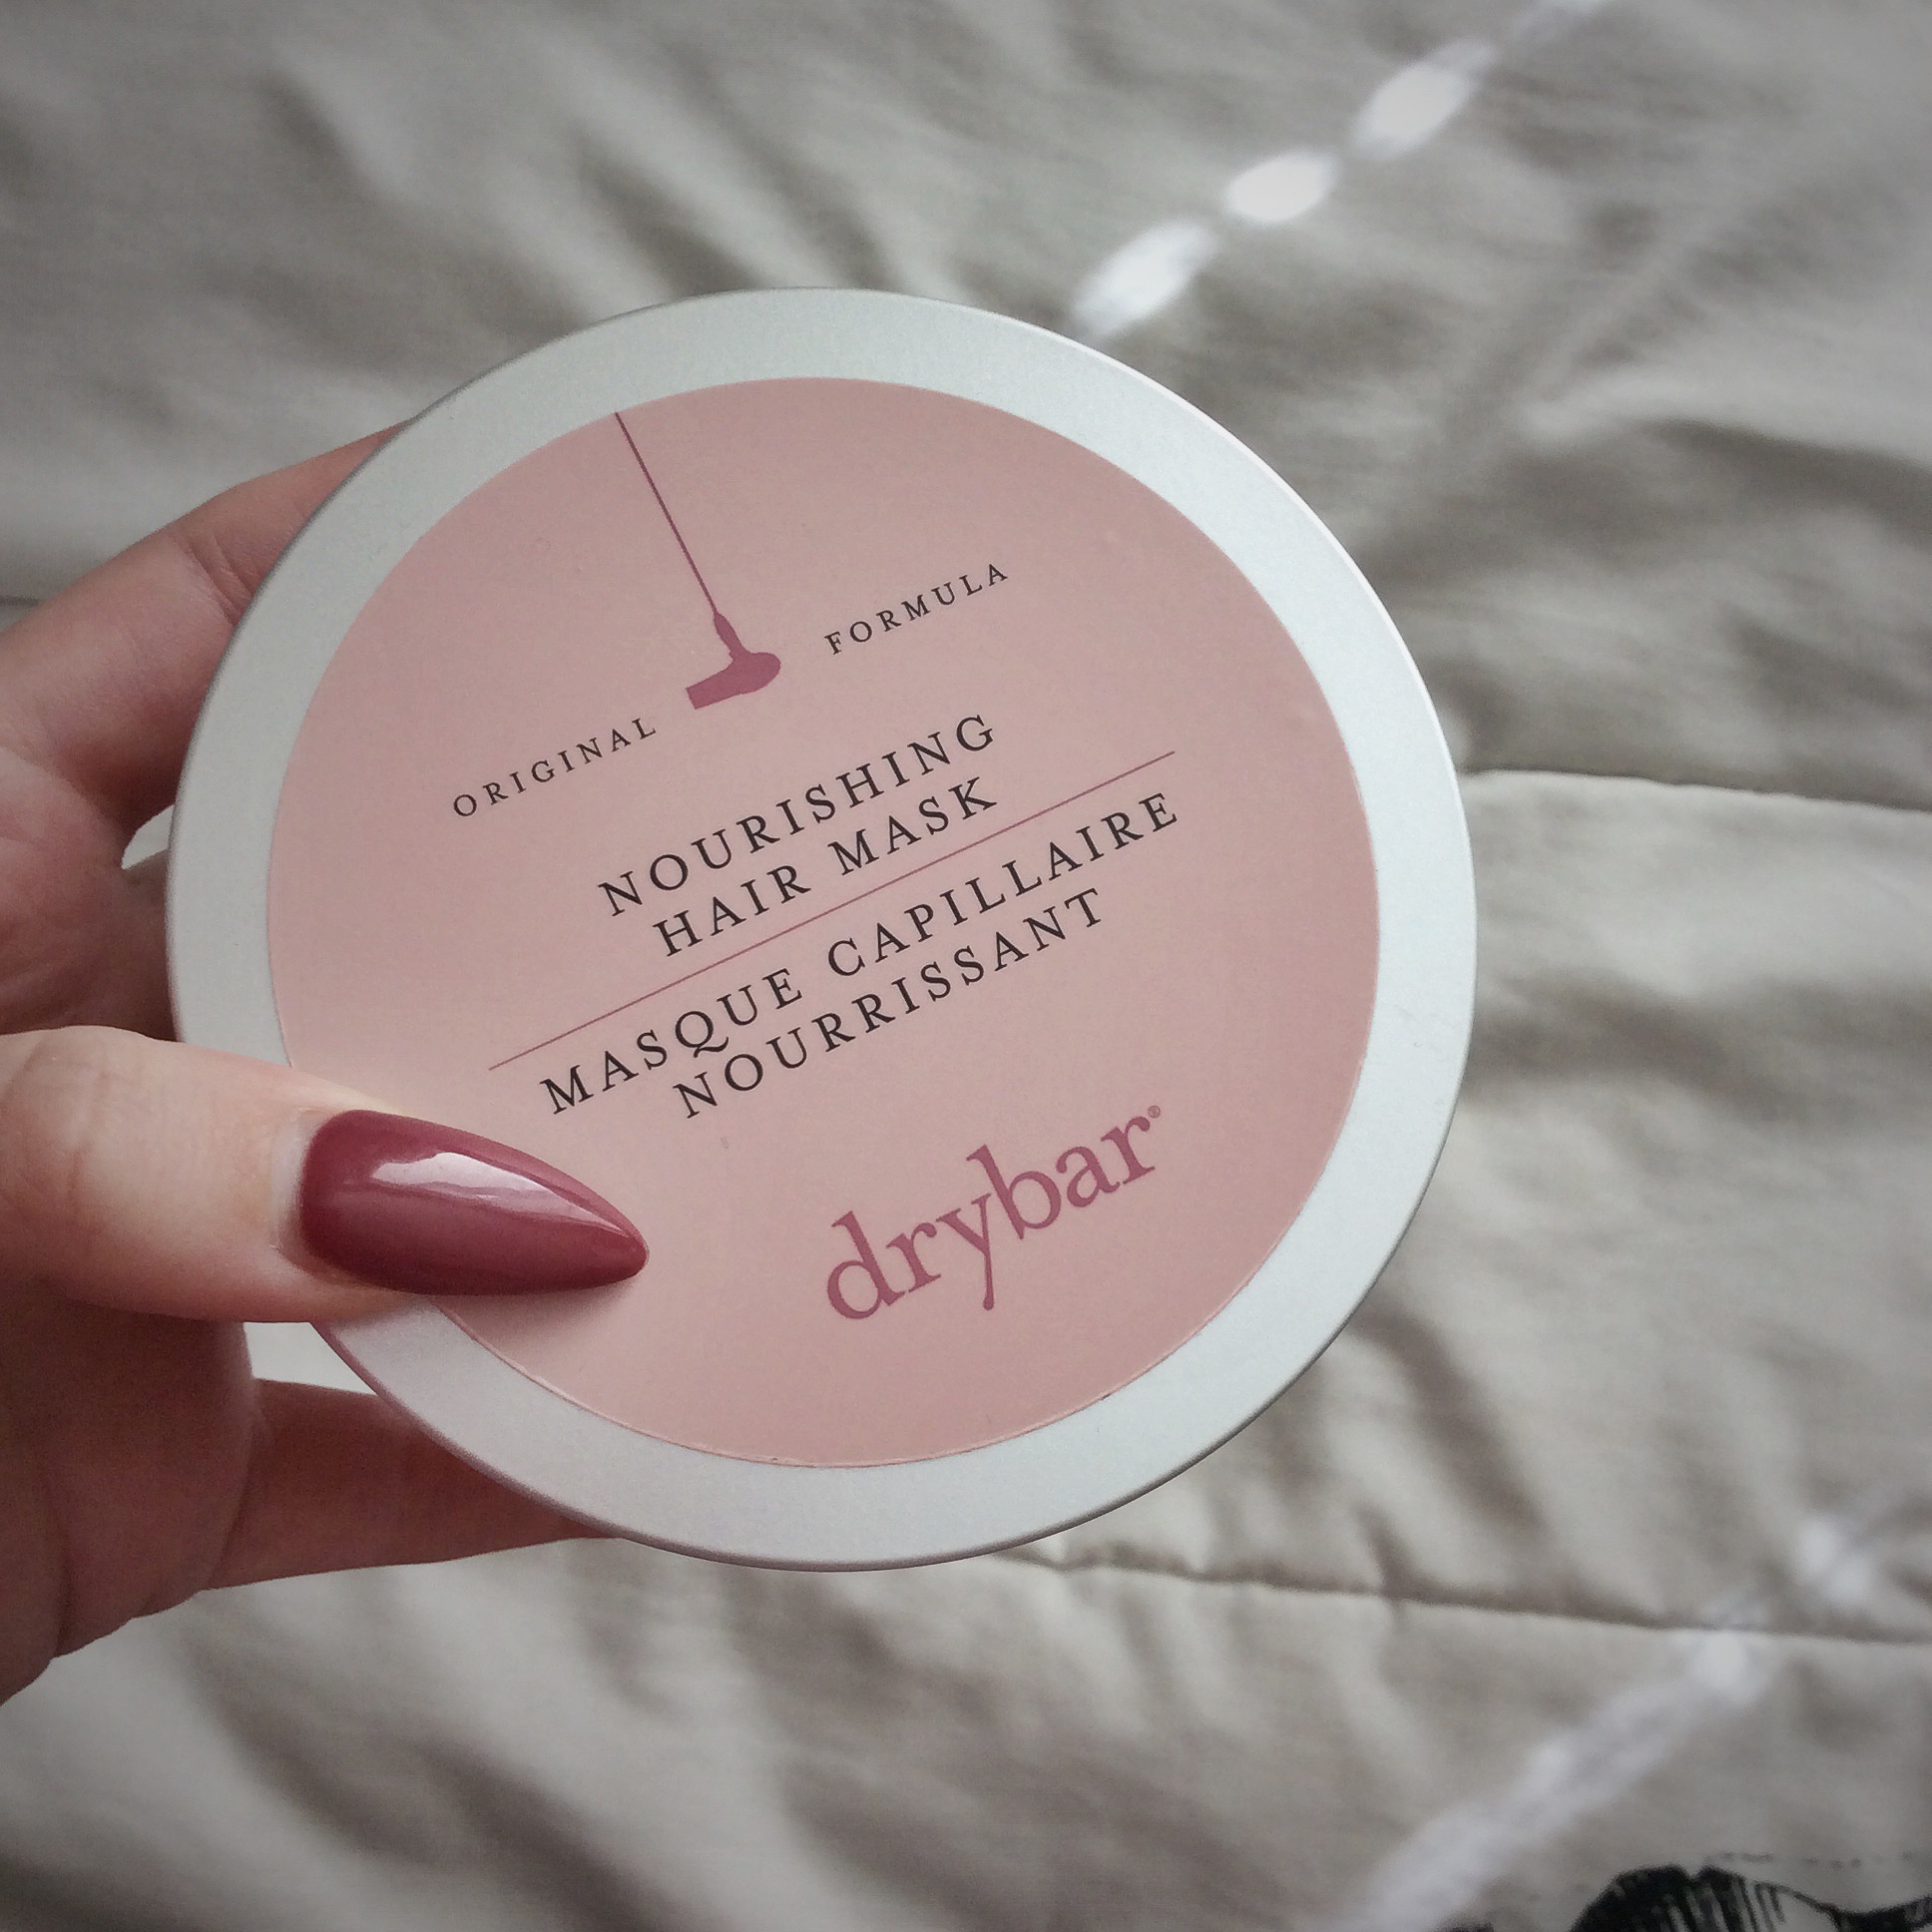 ORIGINAL FORMULA
NOURISHING
HAIR MASK
MASQUE CAPILLAIRE
NOURRISSANT
drybar®